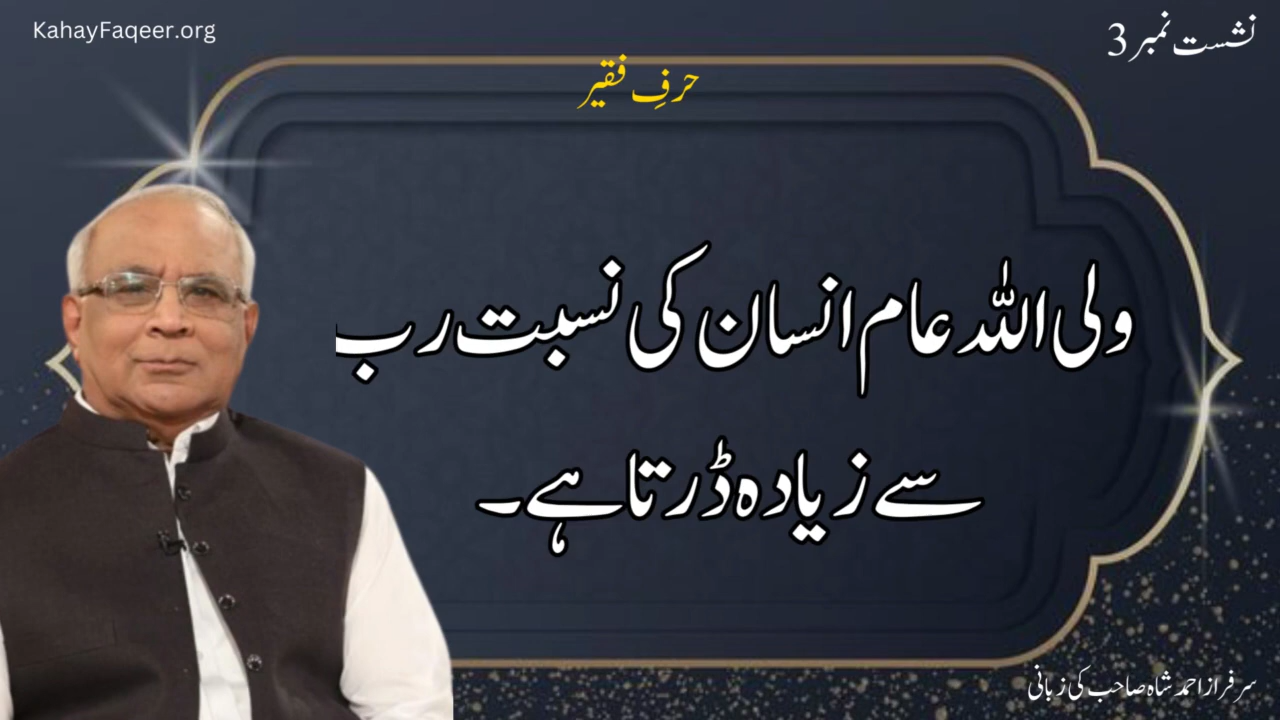 KahayFaqeer.org
نشست نمبر 3
حرفِ فقیر
ولی اللہ عام انسان کی نسبت رب
سے زیادہ ڈرتا ہے۔
سرفراز احمد شاہ صاحب کی زبانی